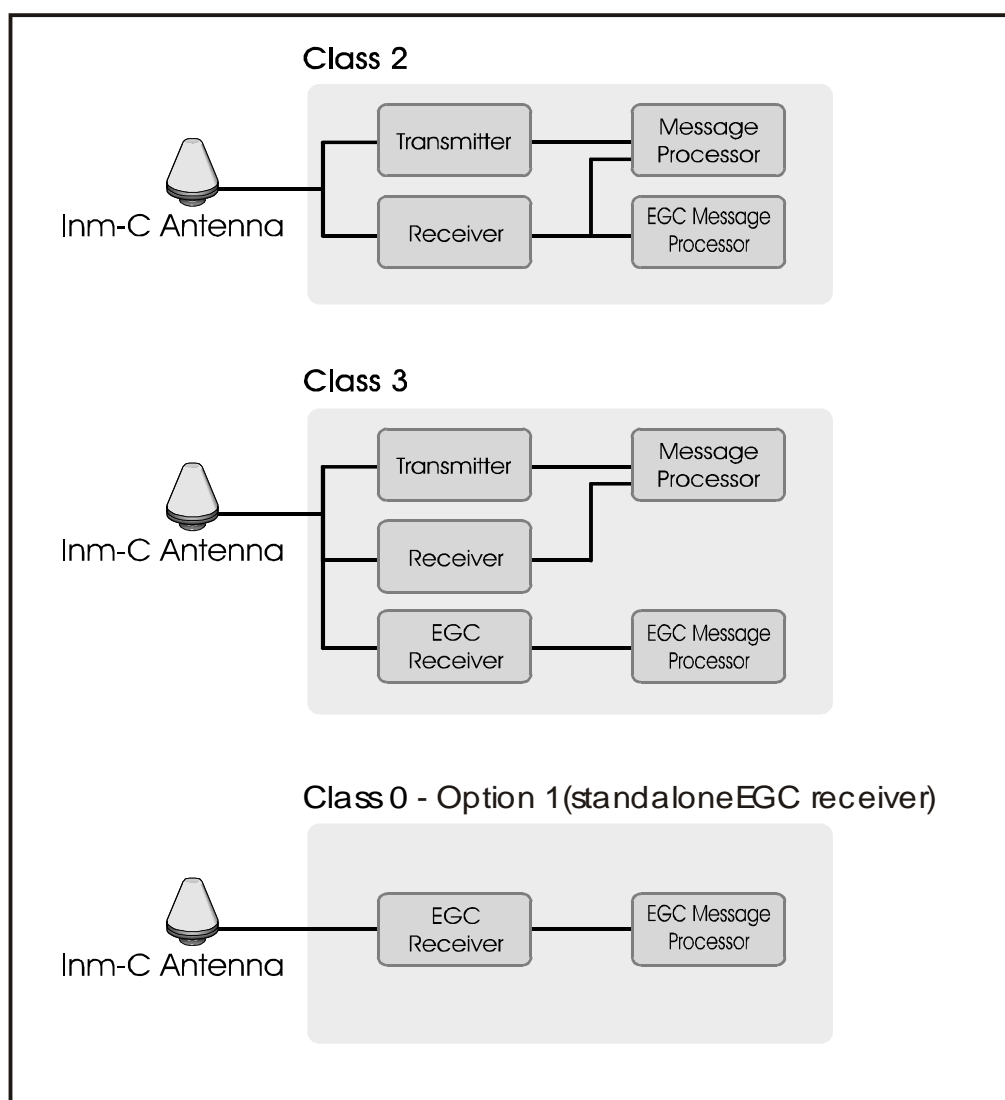 Class 2
Transmitter
Message
Processor
Inm-C Antenna
Receiver
EGC Message
Processor
Class 3
Transmitter
Message
Processor
Inm-C Antenna
Receiver
EGC
Receiver
EGC Message
Processor
Class 0 - Option 1(standaloneEGC receiver)
EGC
Receiver
EGC Message
Processor
Inm-C Antenna